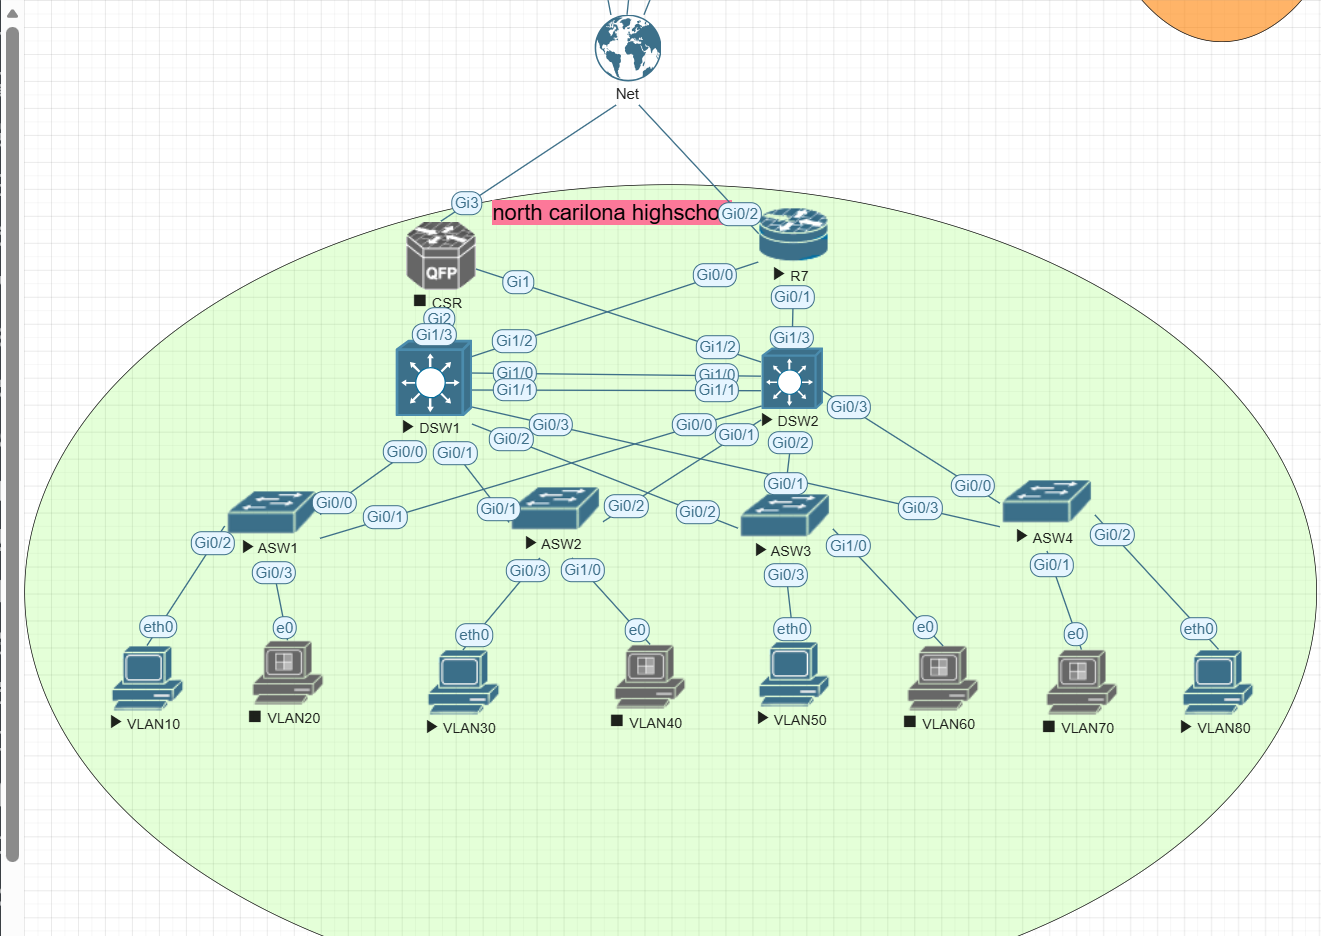 Net
Gi3
north carilona highscho
Gi0/2
QFP
R7
CSR
Gi1
Gi0/0
Gi0/1
Gi2
Gi1/3
Gi1/2
Gi1/2
Gi1/3
Gi1/0
Gi1/0
Gi1/1
Gi1/1
DSW1
DSW2
Gi0/3
Gi0/3
Gi0/2
Gi0/0
Gi0/1
Gi0/2
Gi0/0
Gi0/1
Gi0/1
Gi0/0
Gi0/0
Gi0/1
Gi0/1
Gi0/2
Gi0/2
Gi0/3
Gi0/2
ASW1
ASW2
ASW3
ASW4
Gi1/0
Gi0/2
Gi0/3
Gi0/3
Gi1/0
Gi0/3
Gi0/1
eth0
e0
eth0
e0
eth0
e0
e0
eth0
VLAN10
VLAN20
VLAN30
VLAN40
VLAN50
VLAN60
VLAN70
VLAN80